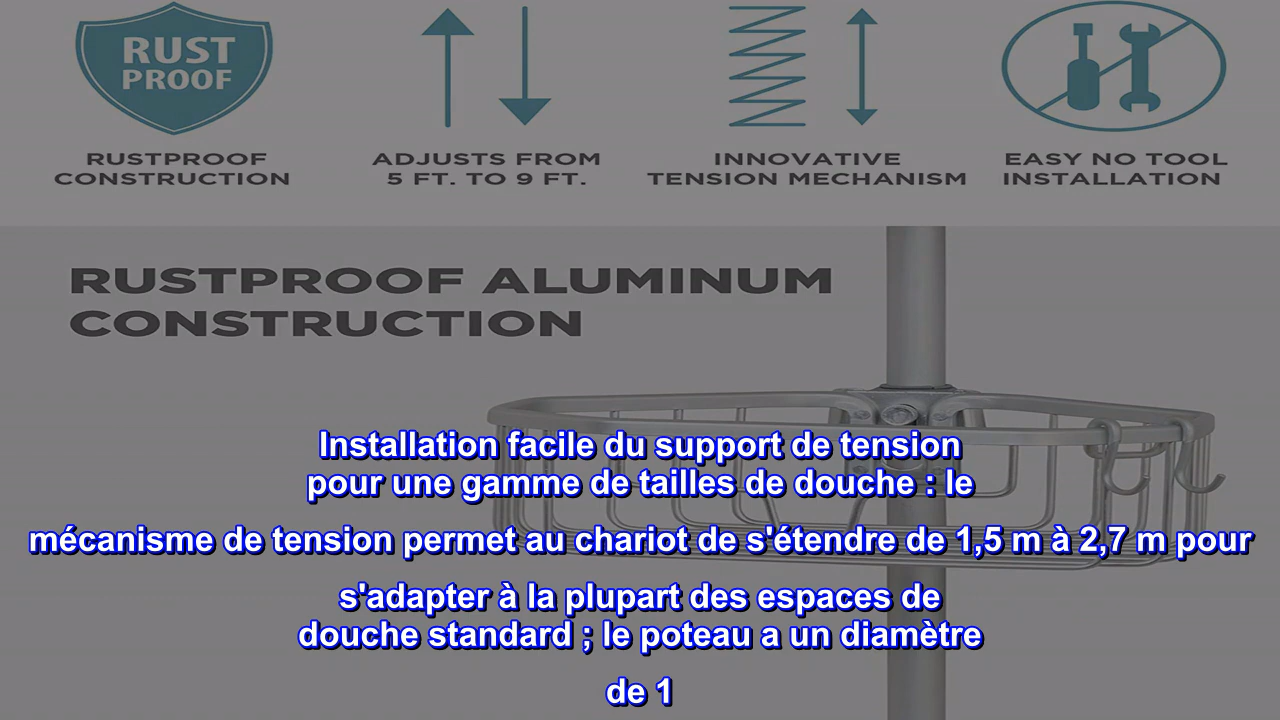 RUST
PROOF
RUSTPROOF
CONSTRUCTION
ADJUSTS FROM
5 FT. TO 9 FT.
INNOVATIVE
TENSION MECHANISM
EASY NO TOOL
INSTALLATION
RUSTPROOF ALUMINUM
CONSTRUCTION
Installation facile du support de tension
pour une gamme de tailles de douche : le
mécanisme de tension permet au chariot de s'étendre de 1,5 m à 2,7 m pour
s'adapter à la plupart des espaces de
douche standard ; le poteau a un diamètre
de 1